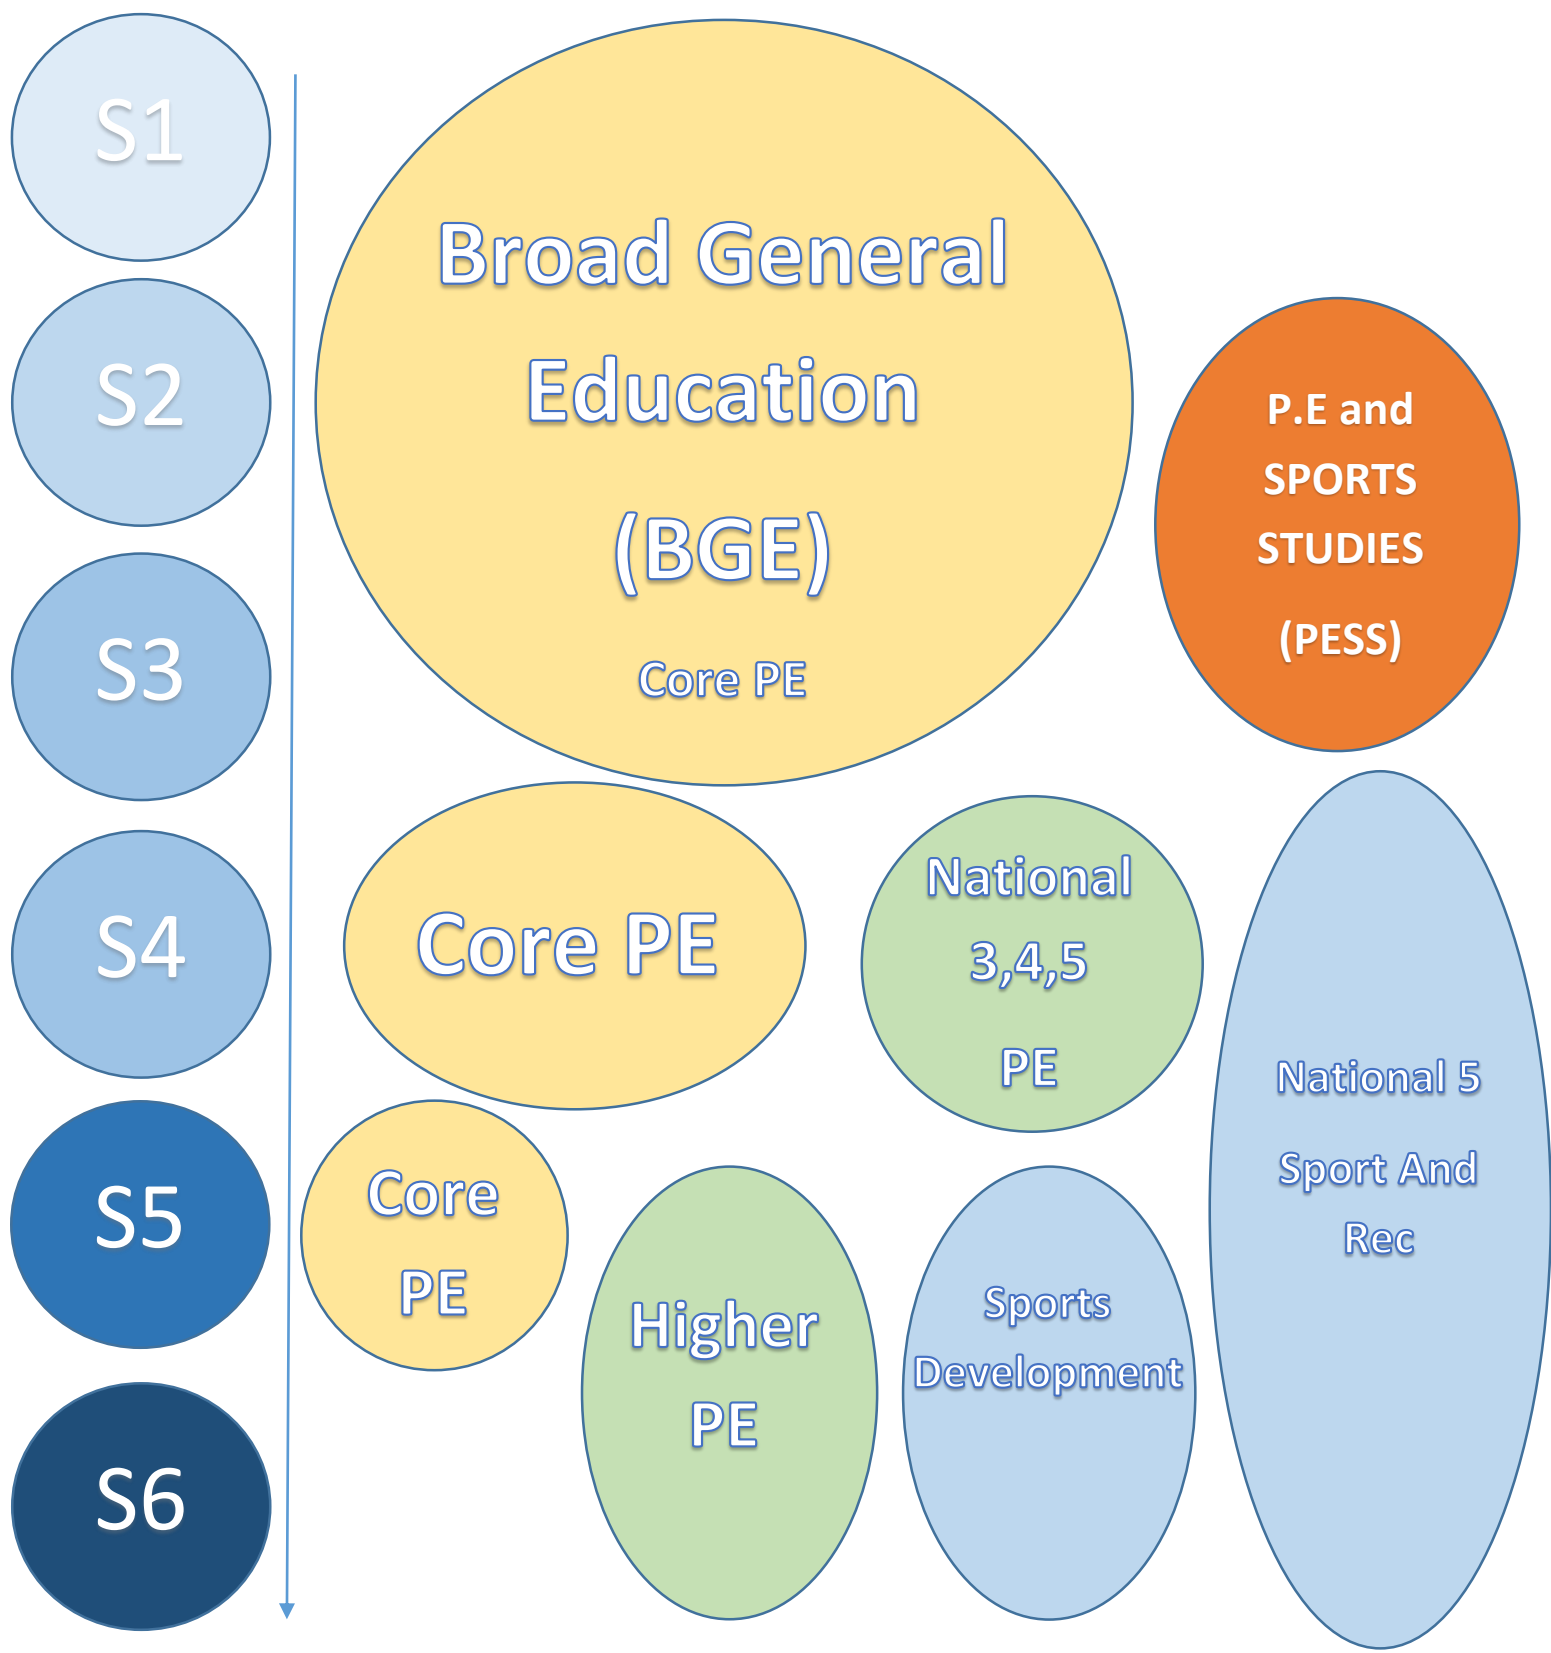 S1
S2
S3
S4
S5
S6
Broad General
Education
(BGE)
Core PE
P.E and
SPORTS
STUDIES
(PESS)
Core PE
National
3,4,5
PE
National 5
Sport And
Rec
Core
PE
Higher
PE
Sports
Development